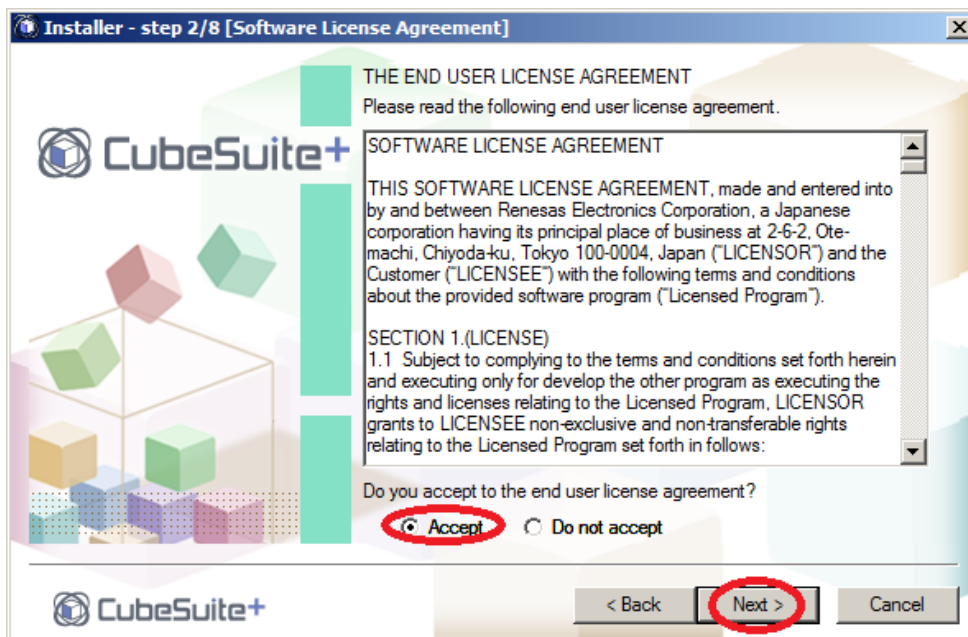 Installer - step 2/8 [Software License Agreement]
CubeSuite+
THE END USER LICENSE AGREEMENT
Please read the following end user license agreement.
SOFTWARE LICENSE AGREEMENT
THIS SOFTWARE LICENSE AGREEMENT, made and entered into
by and between Renesas Electronics Corporation, a Japanese
corporation having its principal place of business at 2-6-2, Ote-
machi, Chiyoda-ku, Tokyo 100-0004, Japan ("LICENSOR") and the
Customer ("LICENSEE") with the following terms and conditions
about the provided software program ("Licensed Program").
SECTION 1.(LICENSE)
1.1 Subject to complying to the terms and conditions set forth herein
and executing only for develop the other program as executing the
rights and licenses relating to the Licensed Program, LICENSOR
grants to LICENSEE non-exclusive and non-transferable rights
relating to the Licensed Program set forth in follows:
Do you accept to the end user license agreement?
Accept Do not accept
CubeSuite+
< Back Next > Cancel